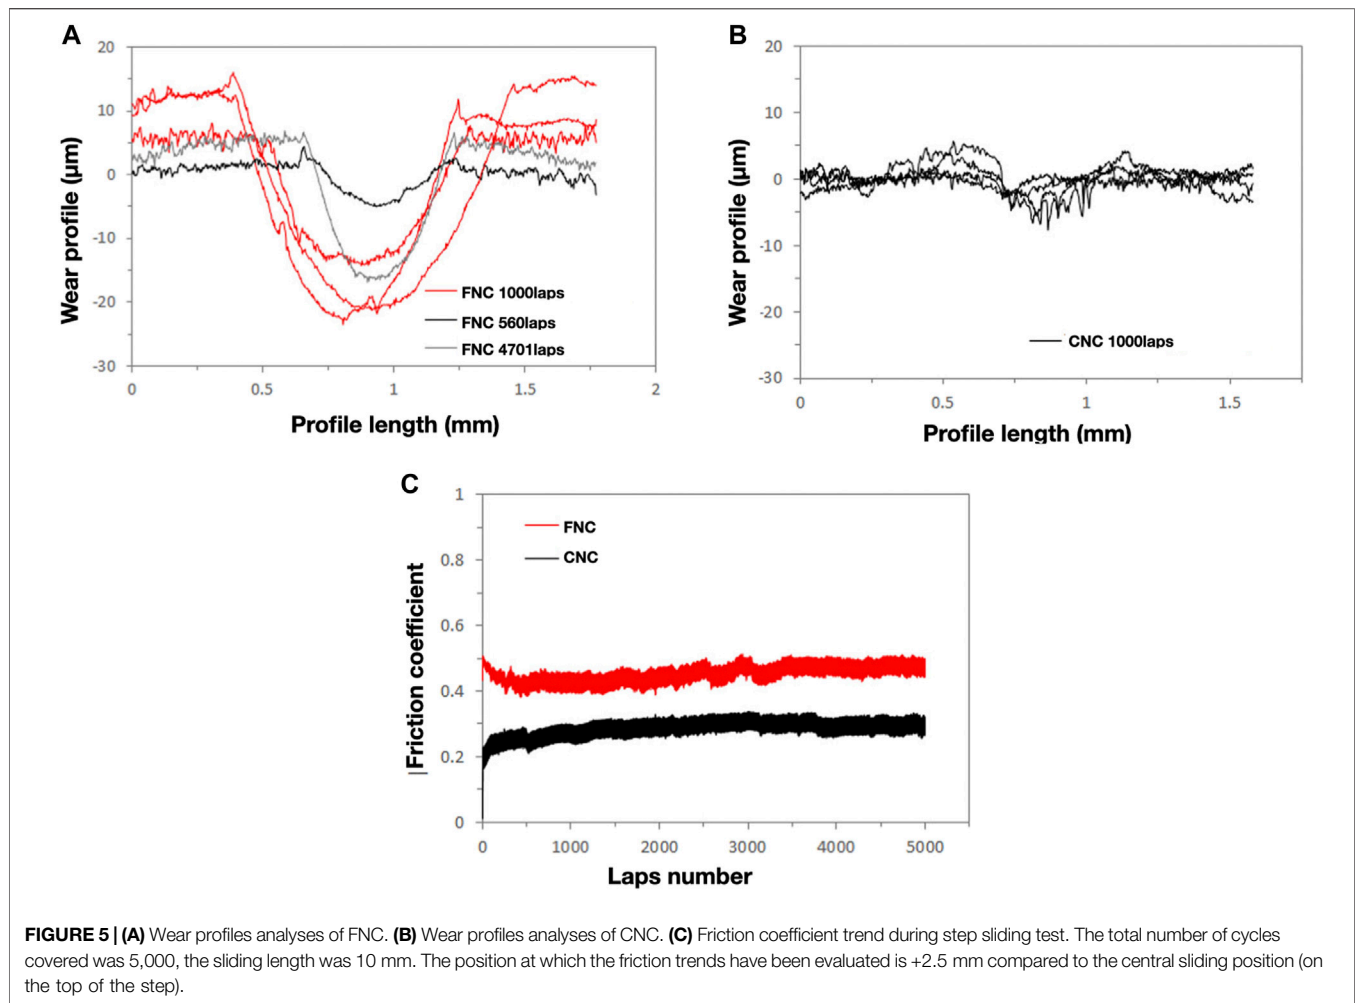 A
20
10
0
-10
-20
-30
Wear profile (µm)
0
0.5
1
1.5
2
Profile length (mm)
FNC 1000laps
FNC 560laps
FNC 4701laps
B
20
10
0
-10
-20
-30
Wear profile (µm)
0
0.5
1
1.5
Profile length (mm)
CNC 1000laps
C
1
0.8
0.6
0.4
0.2
0
|Friction coefficient
0
1000
2000
3000
4000
5000
Laps number
FNC
CNC
FIGURE 5 | (A) Wear profiles analyses of FNC. (B) Wear profiles analyses of CNC. (C) Friction coefficient trend during step sliding test. The total number of cycles
covered was 5,000, the sliding length was 10 mm. The position at which the friction trends have been evaluated is +2.5 mm compared to the central sliding position (on
the top of the step).